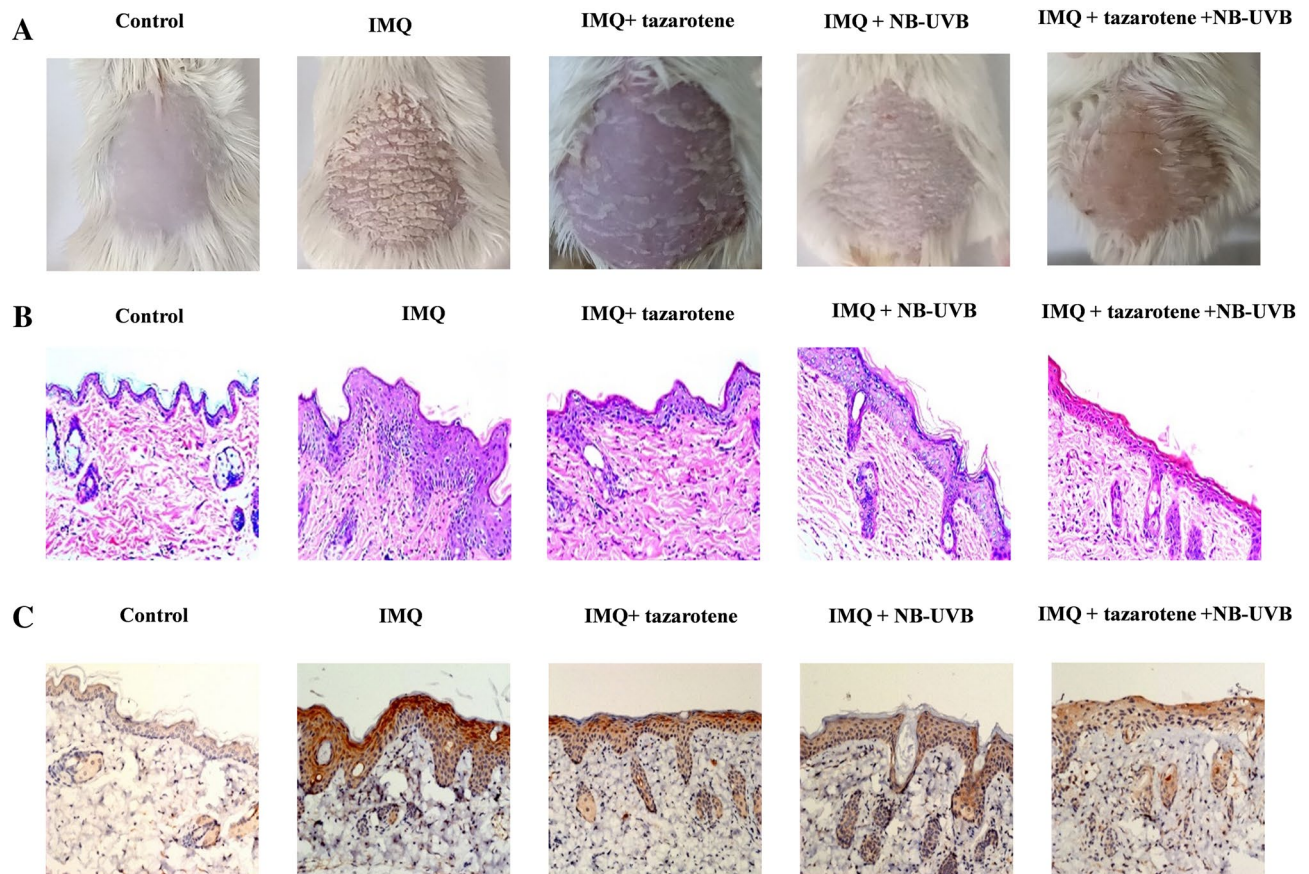 A
Control
IMQ
IMQ+ tazarotene
IMQ + NB-UVB
IMQ + tazarotene +NB-UVB
B
Control
IMQ
IMQ+ tazarotene
IMQ + NB-UVB
IMQ + tazarotene +NB-UVB
C
Control
IMQ
IMQ+ tazarotene
IMQ + NB-UVB
IMQ + tazarotene +NB-UVB